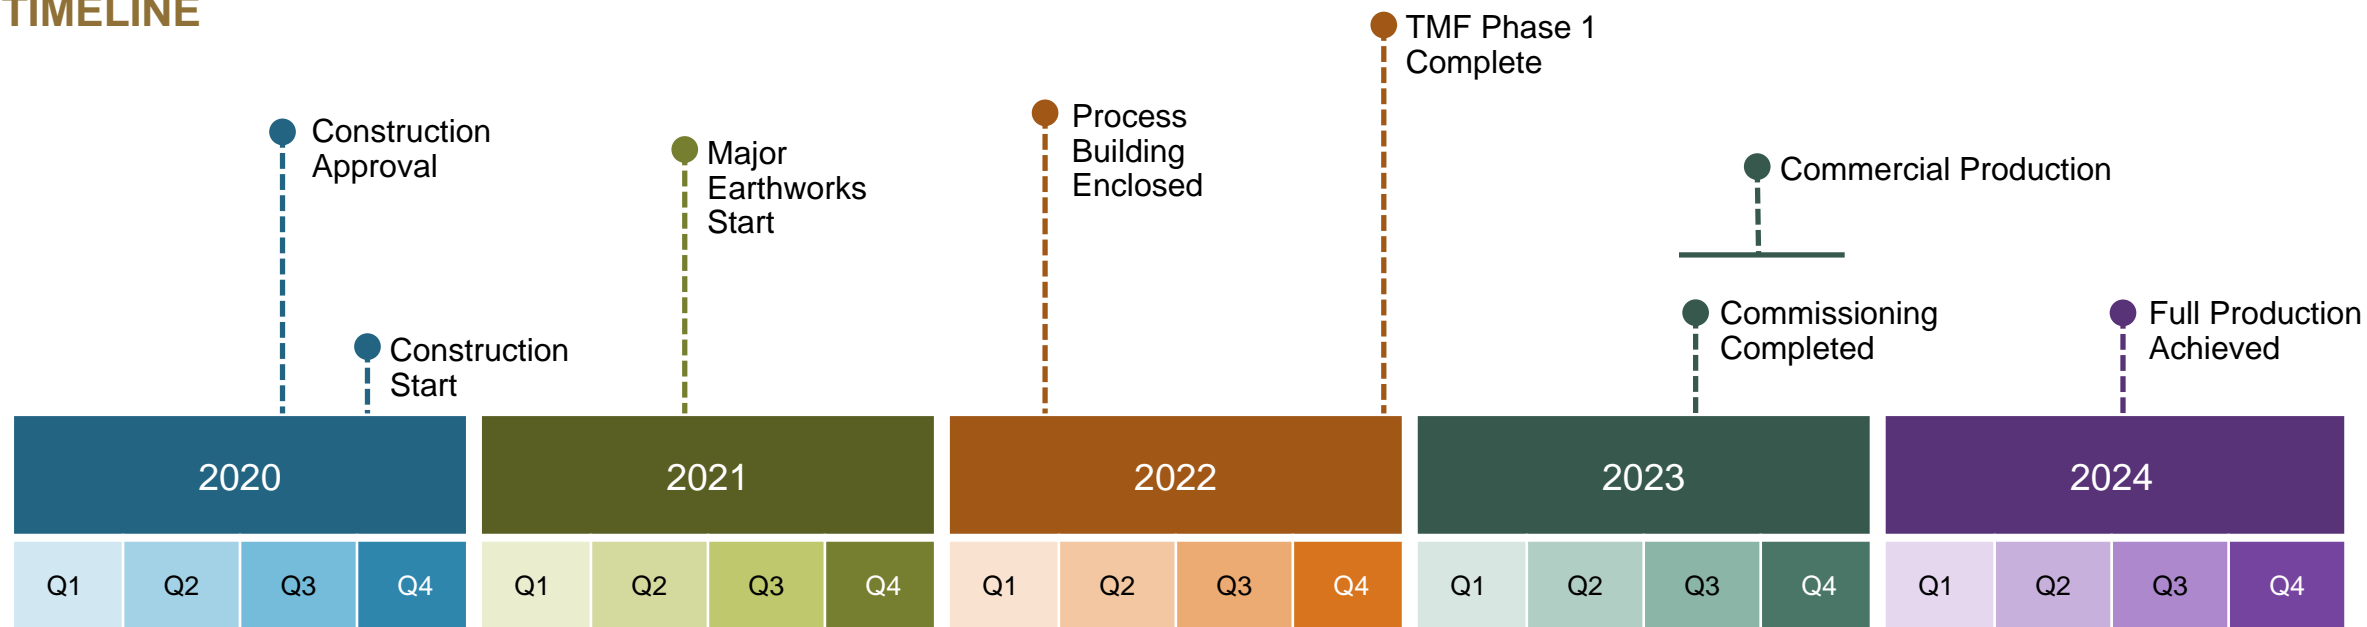 TIMELINE
TMF Phase 1
Complete
Construction
Approval
Major
Earthworks
Start
Process
Building
Enclosed
Commercial Production
Construction
Start
Commissioning
Completed
Full Production
Achieved
2020
2021
2022
2023
2024
Q1 Q2 Q3 Q4 Q1 Q2 Q3 Q4 Q1 Q2 Q3 Q4 Q1 Q2 Q3 Q4 Q1 Q2 Q3 Q4